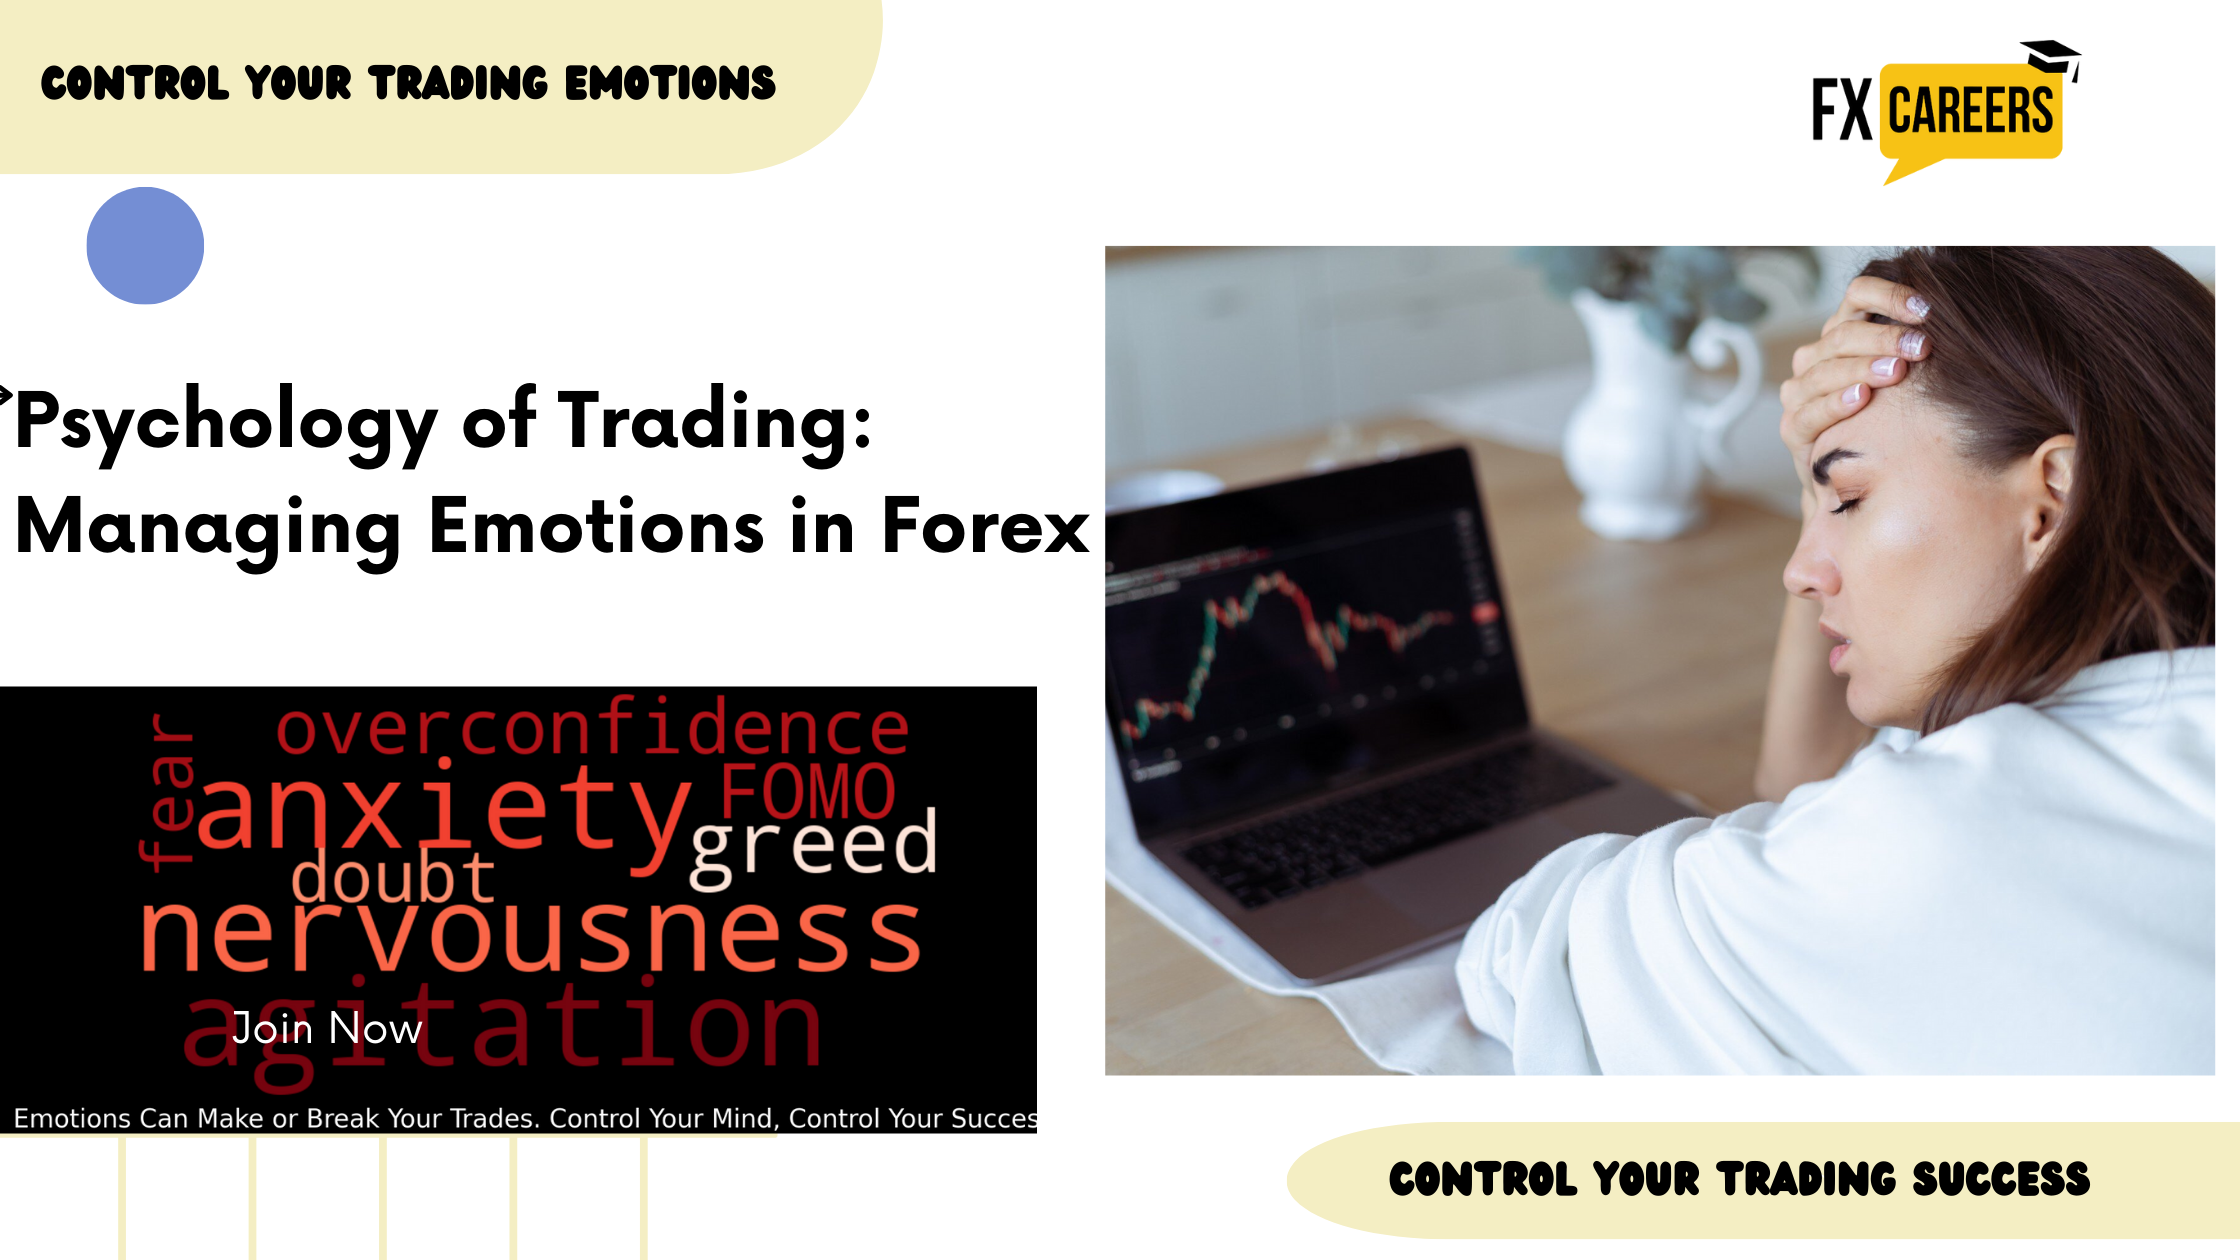 CONTROL YOUR TRADING EMOTIONS
FX CAREERS
Psychology of Trading:
Managing Emotions in Forex
fear
overconfidence
anxiety
FOMO
greed
doubt
nervousness
agitation
Join Now
Emotions Can Make or Break Your Trades. Control Your Mind, Control Your Succes
CONTROL YOUR TRADING SUCCESS